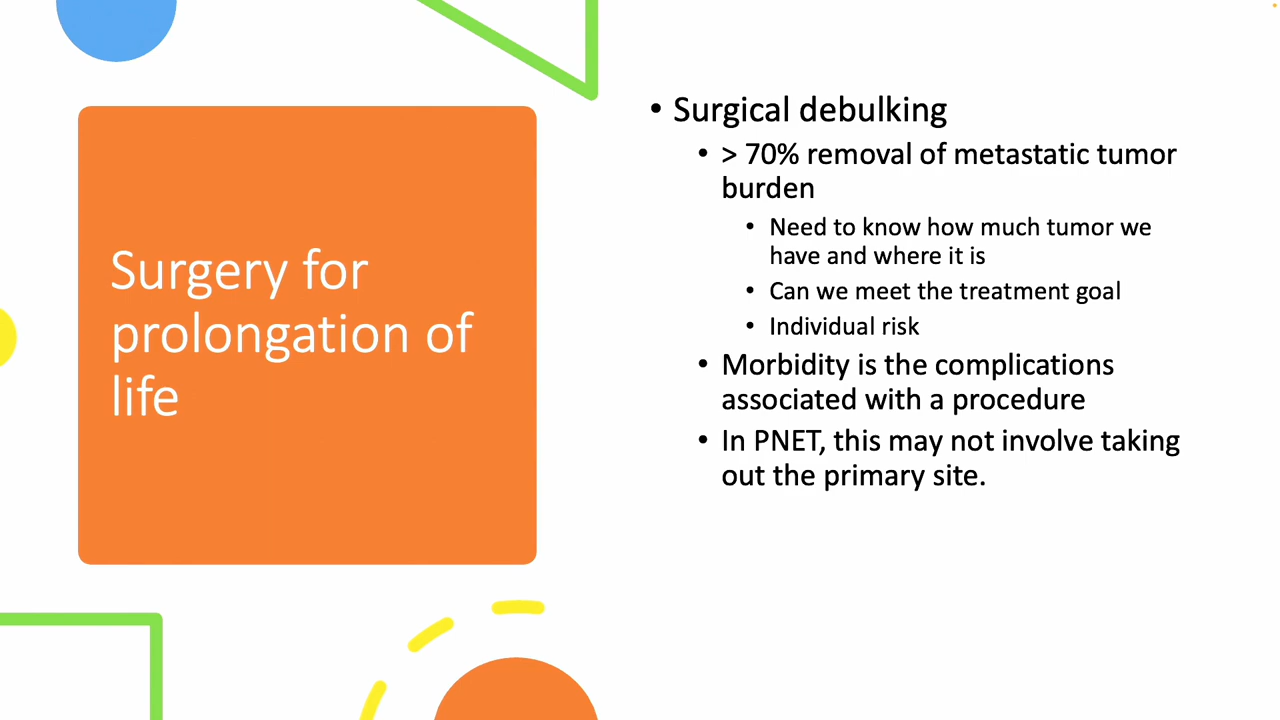 Surgery for
prolongation of
life
• Surgical debulking
• > 70% removal of metastatic tumor
burden
• Need to know how much tumor we
have and where it is
• Can we meet the treatment goal
• Individual risk
• Morbidity is the complications
associated with a procedure
• In PNET, this may not involve taking
out the primary site.